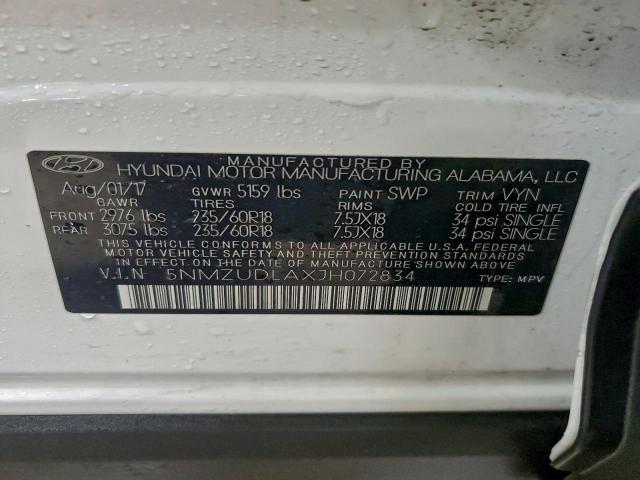 MANUFACTURED BY
HYUNDAI MOTOR MANUFACTURING ALABAMA, LLC
Aug/01/17 GVWR 5159 lbs PAINT SWP TRIM VYN
GAWR TIRES RIMS COLD TIRE INFL
FRONT 2976 lbs 235/60R18 7.5JX18 34 psi SINGLE
REAR 3075 lbs 235/60R18 7.5JX18 34 psi SINGLE
THIS VEHICLE CONFORMS TO ALL APPLICABLE U.S.A. FEDERAL
MOTOR VEHICLE SAFETY AND THEFT PREVENTION STANDARDS
IN EFFECT ON THE DATE OF MANUFACTURE SHOWN ABOVE.
V.I.N 5NMZUDLAXJH072834
TYPE: MPV